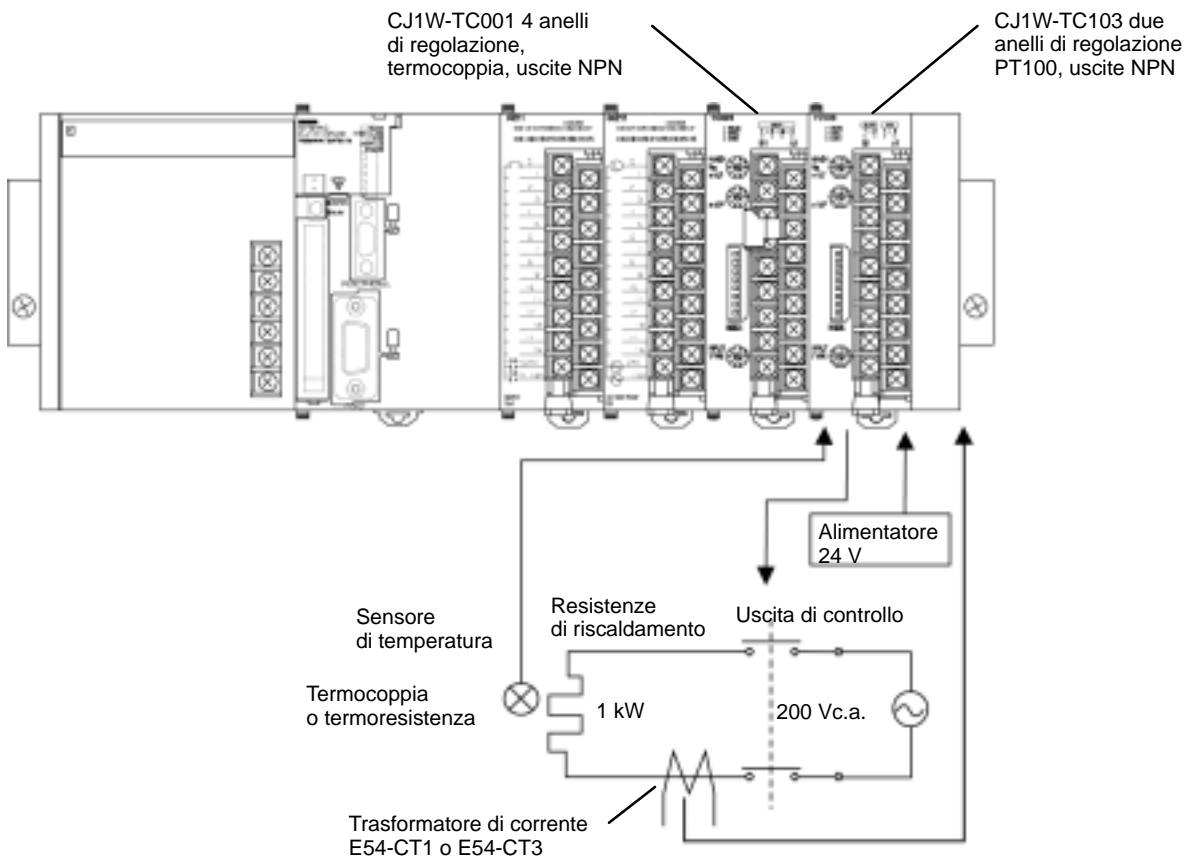 CJ1W-TC001 4 anelli
di regolazione,
termocoppia, uscite NPN
CJ1W-TC103 due
anelli di regolazione
PT100, uscite NPN
Alimentatore
24 V
Sensore
di temperatura
Resistenze
di riscaldamento
Uscita di controllo
Termocoppia
o termoresistenza
1 kW
200 Vc.a.
Trasformatore di corrente
E54-CT1 o E54-CT3